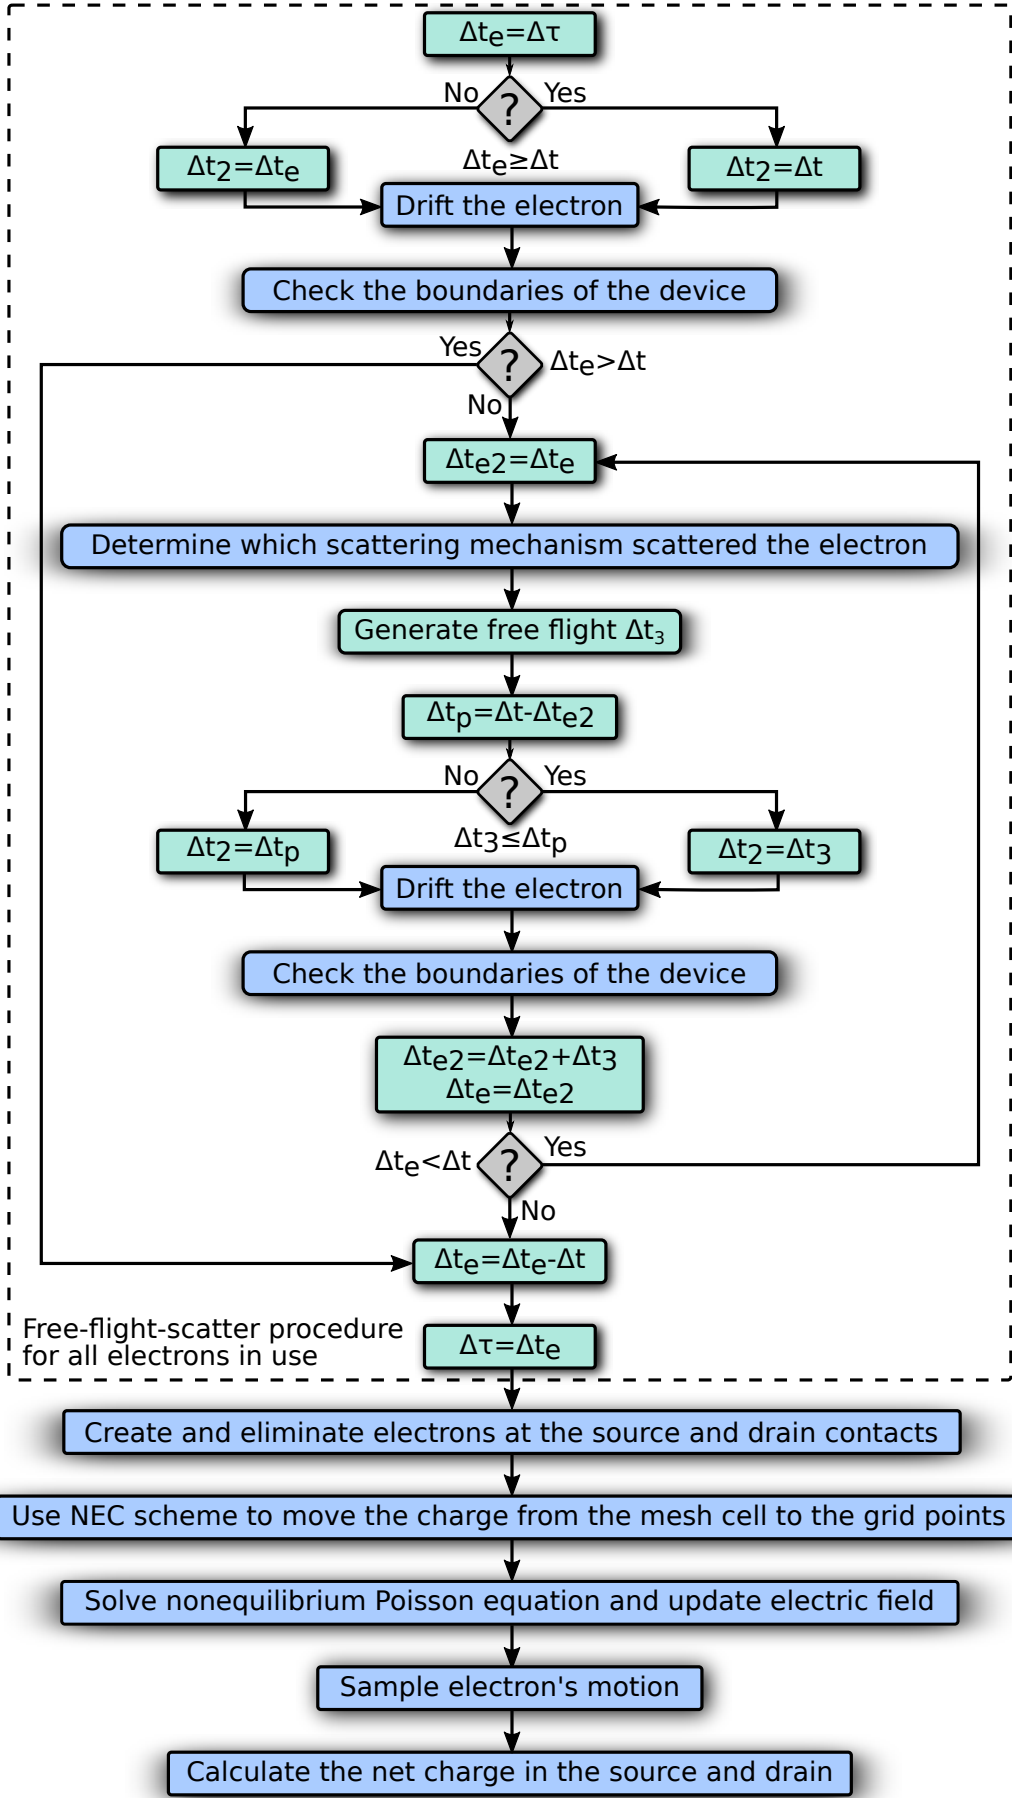 Δte=Δτ
No
?
Yes
Δte≥Δt
Δt2=Δte
Δt2=Δt
Drift the electron
Check the boundaries of the device
Yes
?
Δte>Δt
No
Δte2=Δte
Determine which scattering mechanism scattered the electron
Generate free flight Δt3
Δtp=Δt-Δte2
No
?
Yes
Δt3≤Δtp
Δt2=Δtp
Δt2=Δt3
Drift the electron
Check the boundaries of the device
Δte2=Δte2+Δt3
Δte=Δte2
Δte<Δt
?
Yes
No
Δte=Δte-Δt
Free-flight-scatter procedure
for all electrons in use
Δτ=Δte
Create and eliminate electrons at the source and drain contacts
Use NEC scheme to move the charge from the mesh cell to the grid points
Solve nonequilibrium Poisson equation and update electric field
Sample electron's motion
Calculate the net charge in the source and drain